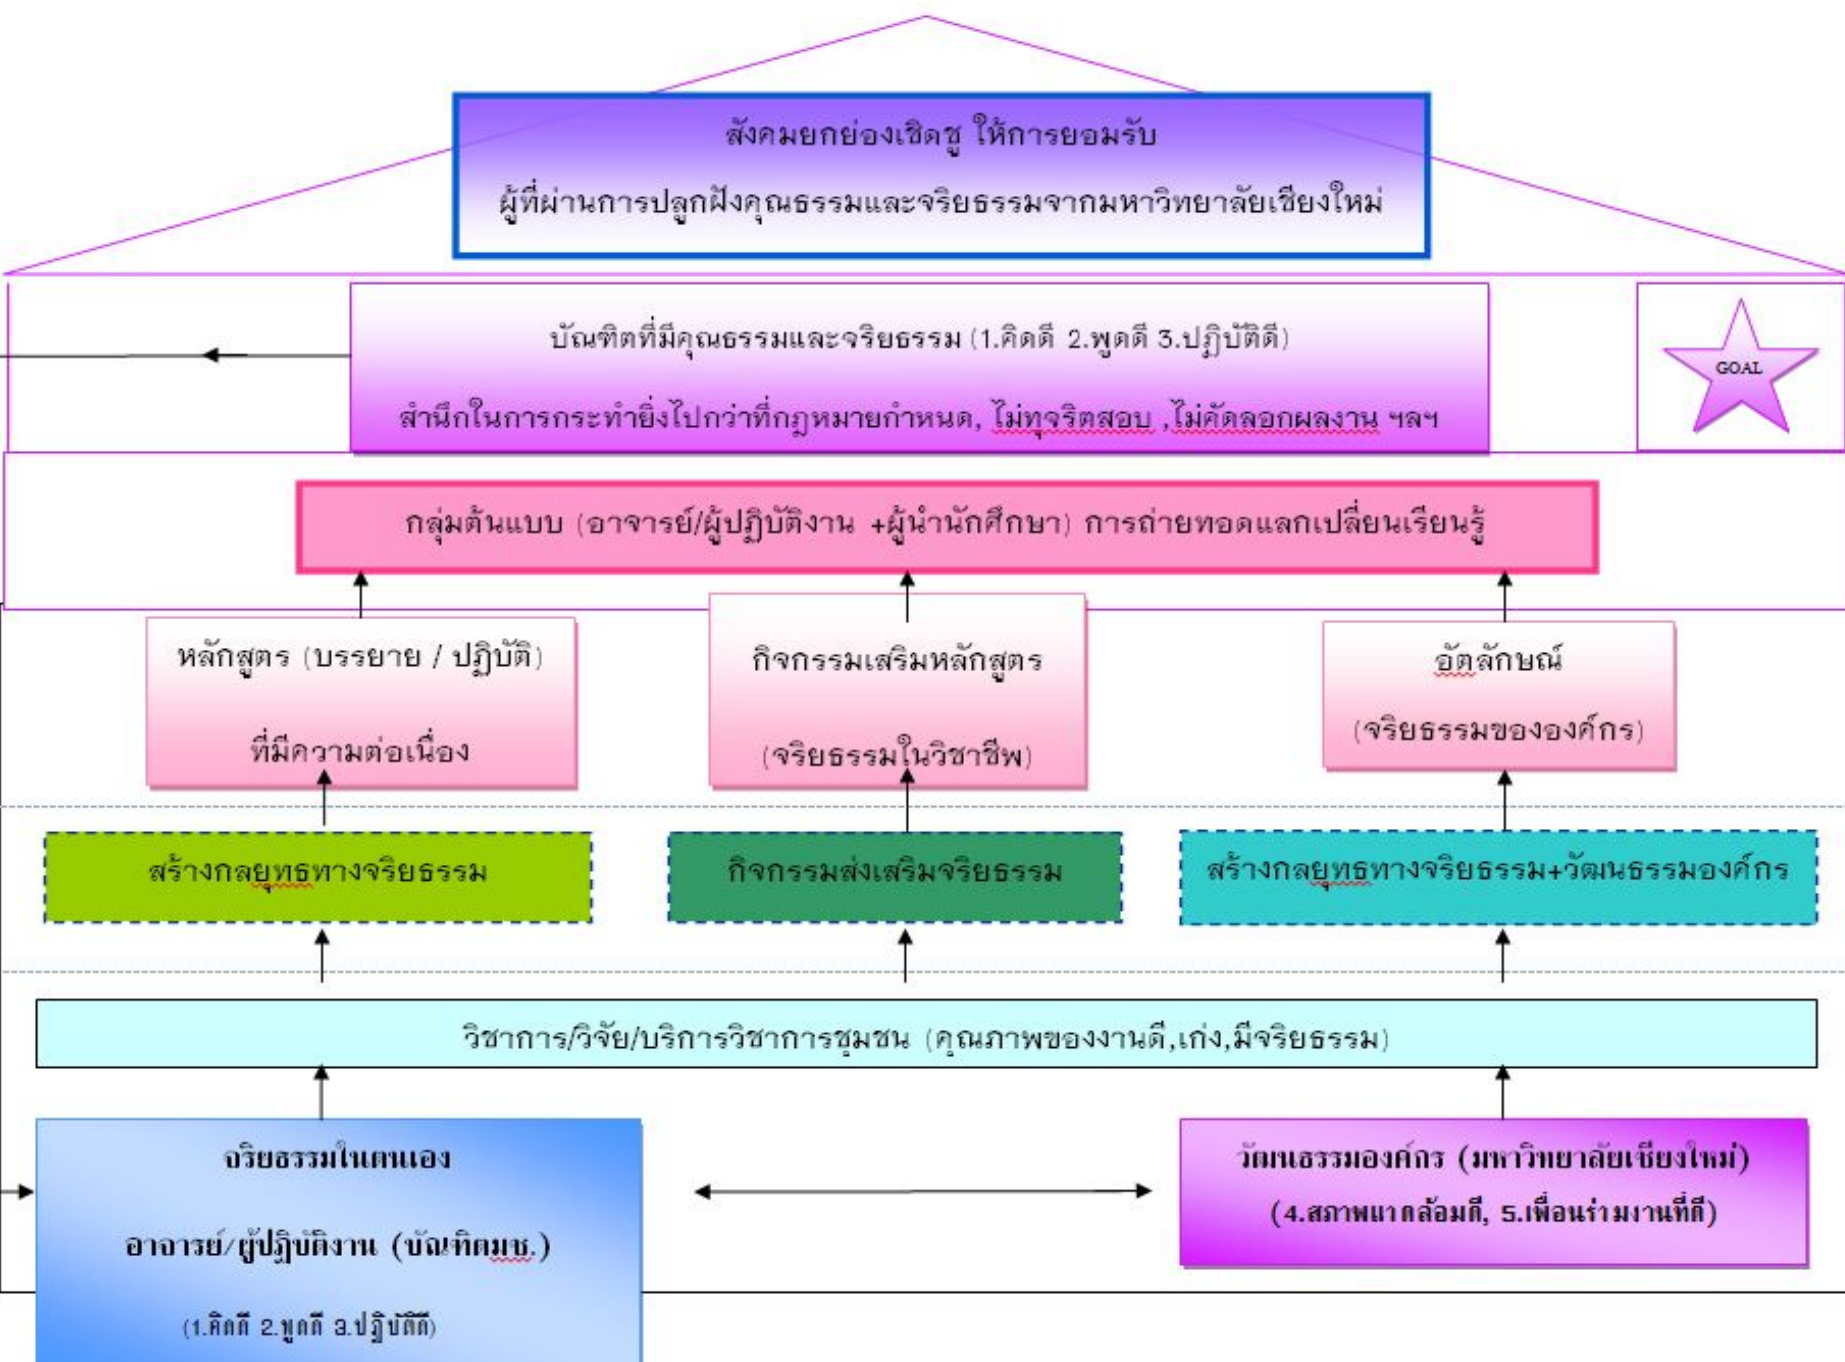 สังคมยกย่องเชิดชู ให้การยอมรับ
ผู้ที่ผ่านการปลูกฝังคุณธรรมและจริยธรรมจากมหาวิทยาลัยเชียงใหม่
บัณฑิตที่มีคุณธรรมและจริยธรรม (1.คิดดี 2.พูดดี 3.ปฏิบัติดี)
สำนึกในการกระทำยิ่งไปกว่าที่กฎหมายกำหนด, ไม่ทุจริตสอบ ,ไม่คัดลอกผลงาน ฯลฯ
GOAL
กลุ่มต้นแบบ (อาจารย์/ผู้ปฏิบัติงาน +ผู้นำนักศึกษา) การถ่ายทอดแลกเปลี่ยนเรียนรู้
หลักสูตร (บรรยาย / ปฏิบัติ)
ที่มีความต่อเนื่อง
กิจกรรมเสริมหลักสูตร
(จริยธรรมในวิชาชีพ)
อัตลักษณ์
(จริยธรรมขององค์กร)
สร้างกลยุทธทางจริยธรรม
กิจกรรมส่งเสริมจริยธรรม
สร้างกลยุทธทางจริยธรรม+วัฒนธรรมองค์กร
วิชาการ/วิจัย/บริการวิชาการชุมชน (คุณภาพของงานดี,เก่ง,มีจริยธรรม)
จริยธรรมในตนเอง
อาจารย์/ผู้ปฏิบัติงาน (บัณฑิตมช.)
(1.คิดดี 2.พูดดี 3.ปฏิบัติดี)
วัฒนธรรมองค์กร (มหาวิทยาลัยเชียงใหม่)
(4.สภาพแวดล้อมดี, 5.เพื่อนร่วมงานที่ดี)